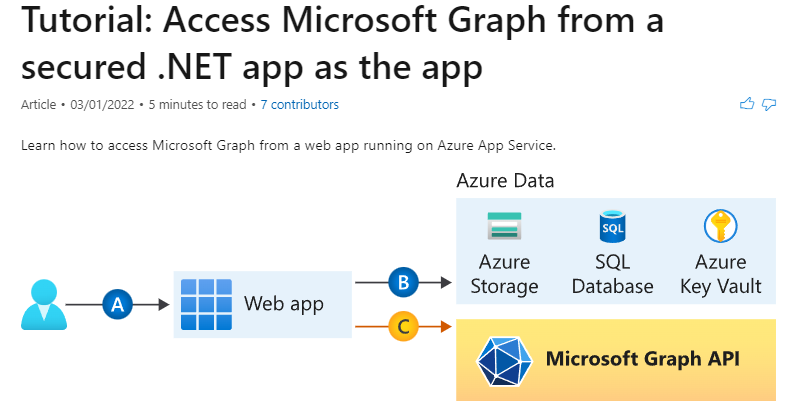 Tutorial: Access Microsoft Graph from a
secured .NET app as the app
Article • 03/01/2022 • 5 minutes to read • 7 contributors
Learn how to access Microsoft Graph from a web app running on Azure App Service.
Azure Data
SQL
Azure Storage
SQL Database
Azure Key Vault
A
Web app
B
C
Microsoft Graph API